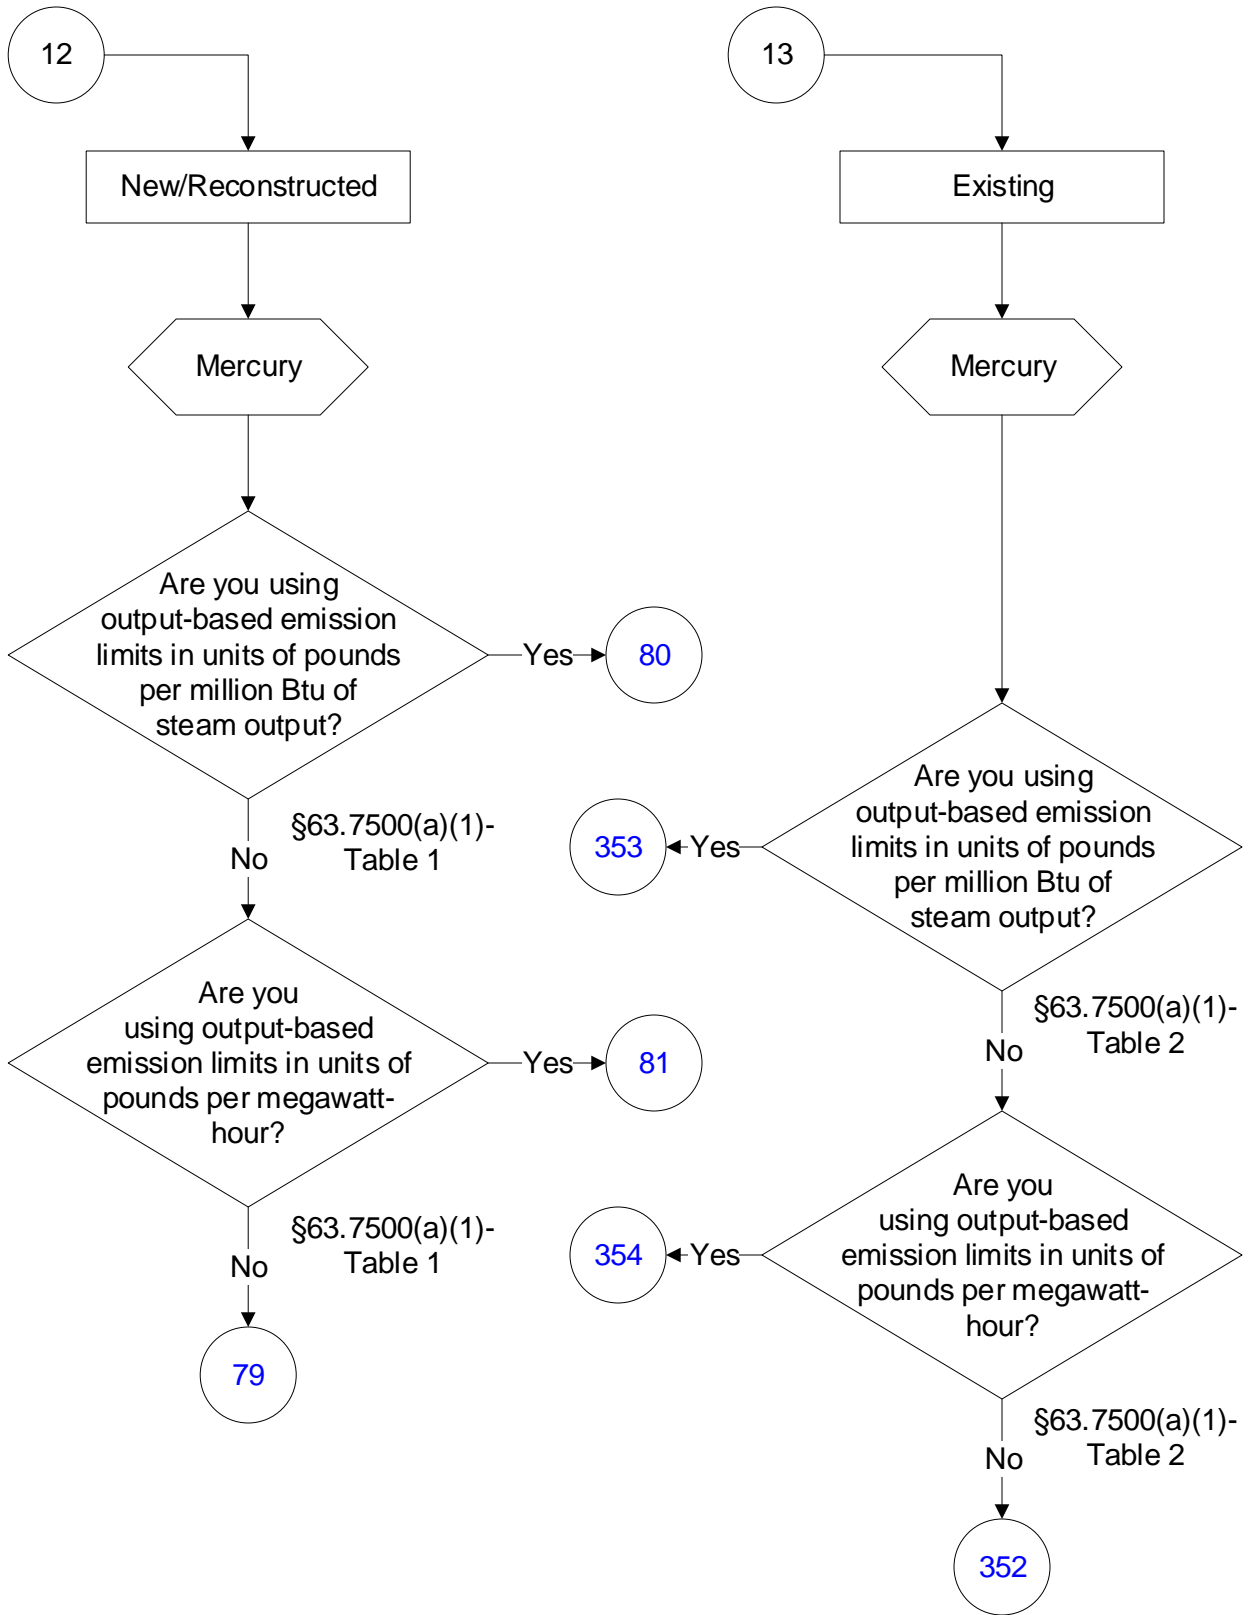 12
New/Reconstructed
Mercury
Are you using
output-based emission
limits in units of pounds
per million Btu of
steam output?
Yes
80
No
§63.7500(a)(1)-
Table 1
Are you
using output-based
emission limits in units of
pounds per megawatt-
hour?
Yes
81
No
§63.7500(a)(1)-
Table 1
79
13
Existing
Mercury
Are you using
output-based emission
limits in units of pounds
per million Btu of
steam output?
Yes
353
No
§63.7500(a)(1)-
Table 2
Are you
using output-based
emission limits in units of
pounds per megawatt-
hour?
Yes
354
No
§63.7500(a)(1)-
Table 2
352